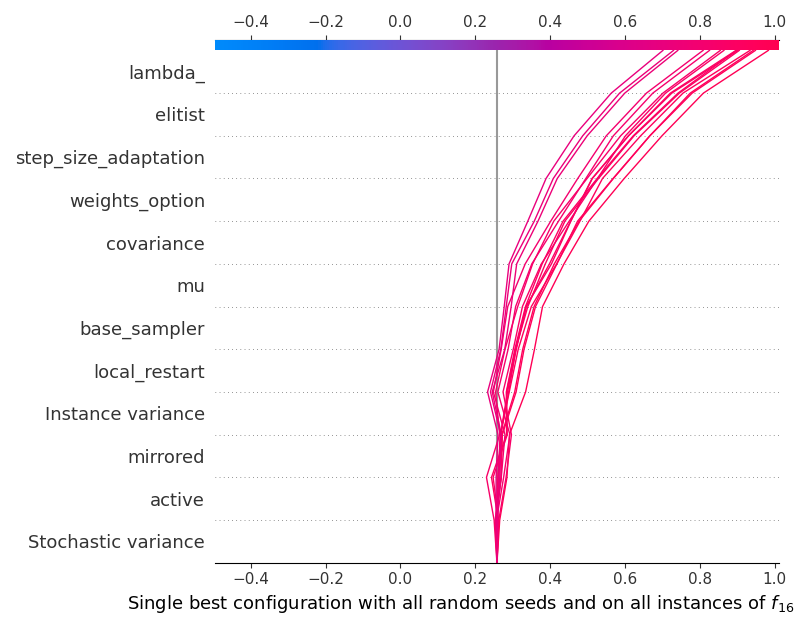 −0.4 −0.2 0.0 0.2 0.4 0.6 0.8 1.0
lambda_
elitist
step_size_adaptation
weights_option
covariance
mu
base_sampler
local_restart
Instance variance
mirrored
active
Stochastic variance
−0.4 −0.2 0.0 0.2 0.4 0.6 0.8 1.0
Single best configuration with all random seeds and on all instances of f₁₆